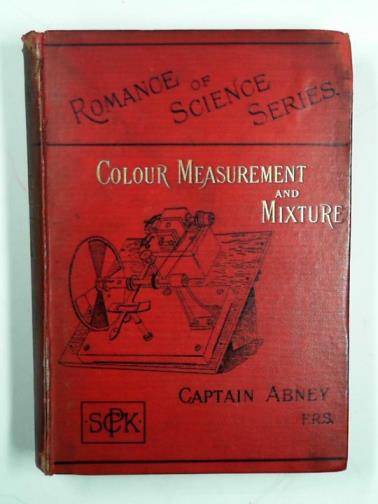 ROMANCE OF
SCIENCE
SERIES.
COLOUR MEASUREMENT
AND
MIXTURE
CAPTAIN ABNEY
F.R.S.
·SPCK·